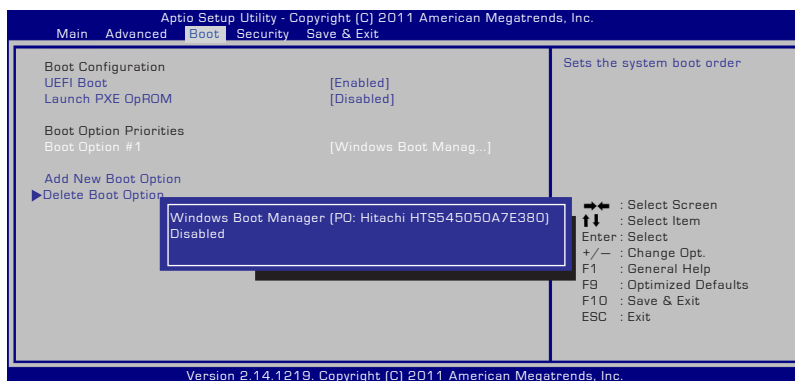 Aptio Setup Utility - Copyright (C) 2011 American Megatrends, Inc.
Main Advanced Boot Security Save & Exit
Boot Configuration
UEFI Boot [Enabled]
Launch PXE OpROM [Disabled]
Boot Option Priorities
Boot Option #1 [Windows Boot Manag...]
Add New Boot Option
Delete Boot Option
Windows Boot Manager (PO: Hitachi HTS545050A7E380)
Disabled
Sets the system boot order
: Select Screen
: Select Item
Enter : Select
+/− : Change Opt.
F1 : General Help
F9 : Optimized Defaults
F10 : Save & Exit
ESC : Exit
Version 2.14.1219. Copyright (C) 2011 American Megatrends, Inc.